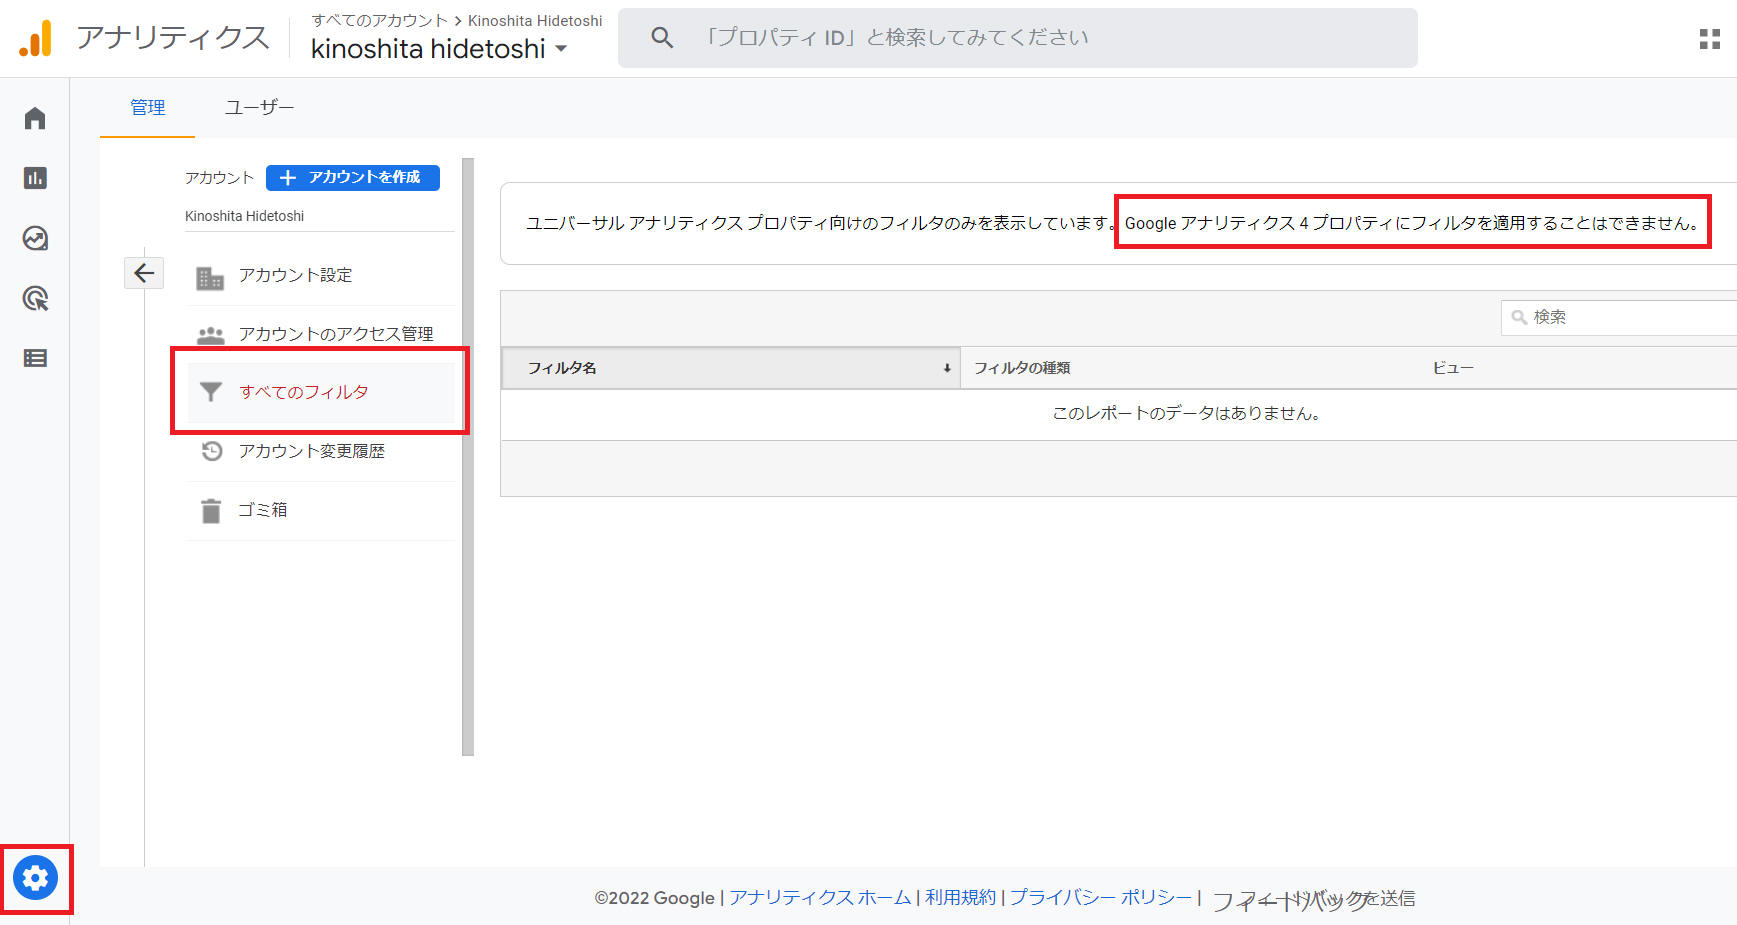 アナリティクス
すべてのアカウント > Kinoshita Hidetoshi
kinoshita hidetoshi
「プロパティ ID」と検索してみてください
管理
ユーザー
アカウント
アカウントを作成
Kinoshita Hidetoshi
アカウント設定
アカウントのアクセス管理
すべてのフィルタ
アカウント変更履歴
ゴミ箱
ユニバーサル アナリティクス プロパティ向けのフィルタのみを表示しています。Google アナリティクス 4 プロパティにフィルタを適用することはできません。
検索
フィルタ名
フィルタの種類
ビュー
このレポートのデータはありません。
©2022 Google | アナリティクス ホーム | 利用規約 | プライバシー ポリシー | フィードバックを送信